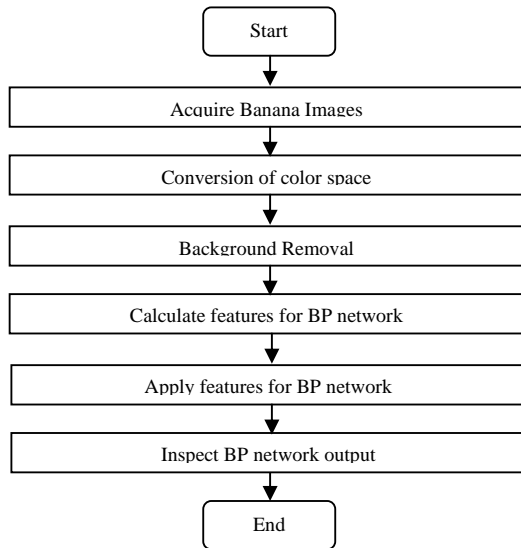 Start
Acquire Banana Images
Conversion of color space
Background Removal
Calculate features for BP network
Apply features for BP network
Inspect BP network output
End